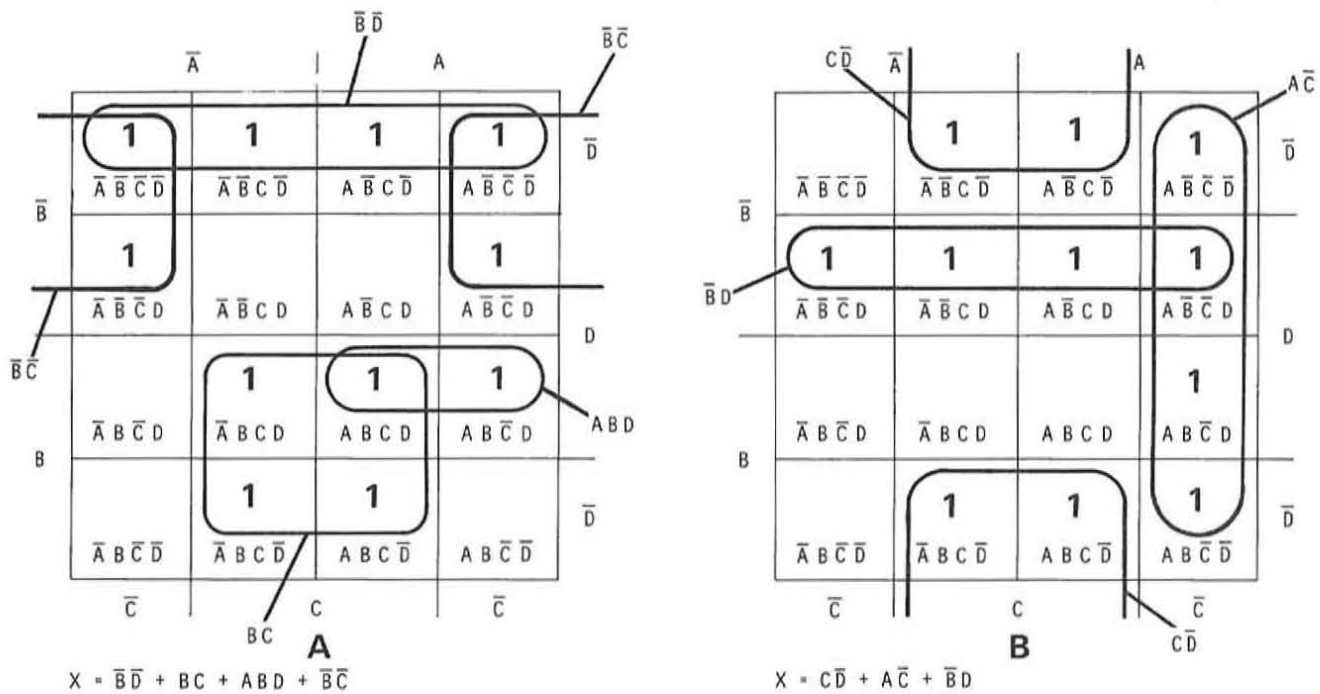 B̅ D̅
B̅ C̅
A̅ | A
1 1 1 1 D̅
A̅ B̅ C̅ D̅ A̅ B̅ C D̅ A B̅ C D̅ A B̅ C̅ D̅
B̅
1 1
A̅ B̅ C̅ D A̅ B̅ C D A B̅ C D A B̅ C̅ D
D
B̅ C̅
1 1 1
A B D
A̅ B C̅ D A̅ B C D A B C D A B C̅ D
B
1 1 D̅
A̅ B C̅ D̅ A̅ B C D̅ A B C D̅ A B C̅ D̅
C̅ C C̅
B C
A
X = B̅ D̅ + B C + A B D + B̅ C̅
C D̅ A̅ A
A C̅
1 1 1 D̅
A̅ B̅ C̅ D̅ A̅ B̅ C D̅ A B̅ C D̅ A B̅ C̅ D̅
B̅
1 1 1 1
B̅ D
A̅ B̅ C̅ D A̅ B̅ C D A B̅ C D A B̅ C̅ D
D
1
A̅ B C̅ D A̅ B C D A B C D A B C̅ D
B
1 1 1 D̅
A̅ B C̅ D̅ A̅ B C D̅ A B C D̅ A B C̅ D̅
C̅ C C̅
B
C D̅
X = C D̅ + A C̅ + B̅ D